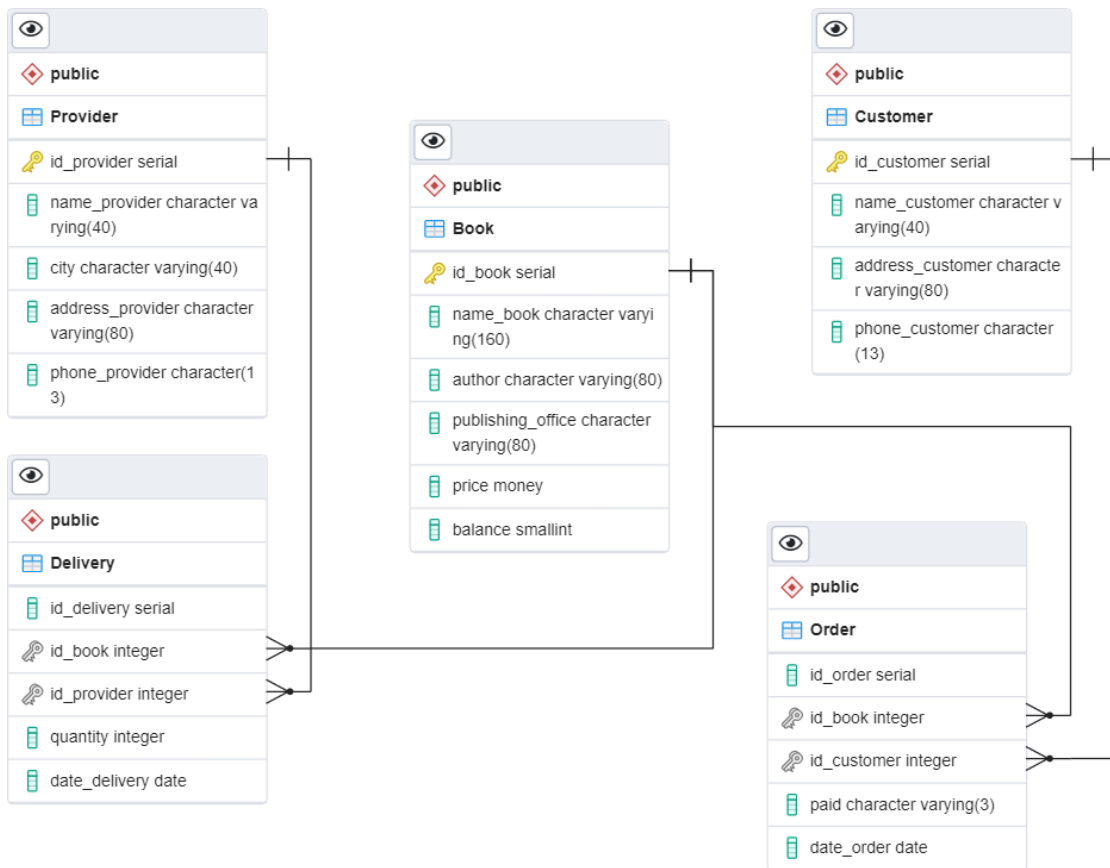 public
Provider
id_provider serial
name_provider character va
rying(40)
city character varying(40)
address_provider character
varying(80)
phone_provider character(1
3)
public
Delivery
id_delivery serial
id_book integer
id_provider integer
quantity integer
date_delivery date
public
Book
id_book serial
name_book character varyi
ng(160)
author character varying(80)
publishing_office character
varying(80)
price money
balance smallint
public
Customer
id_customer serial
name_customer character v
arying(40)
address_customer characte
r varying(80)
phone_customer character
(13)
public
Order
id_order serial
id_book integer
id_customer integer
paid character varying(3)
date_order date